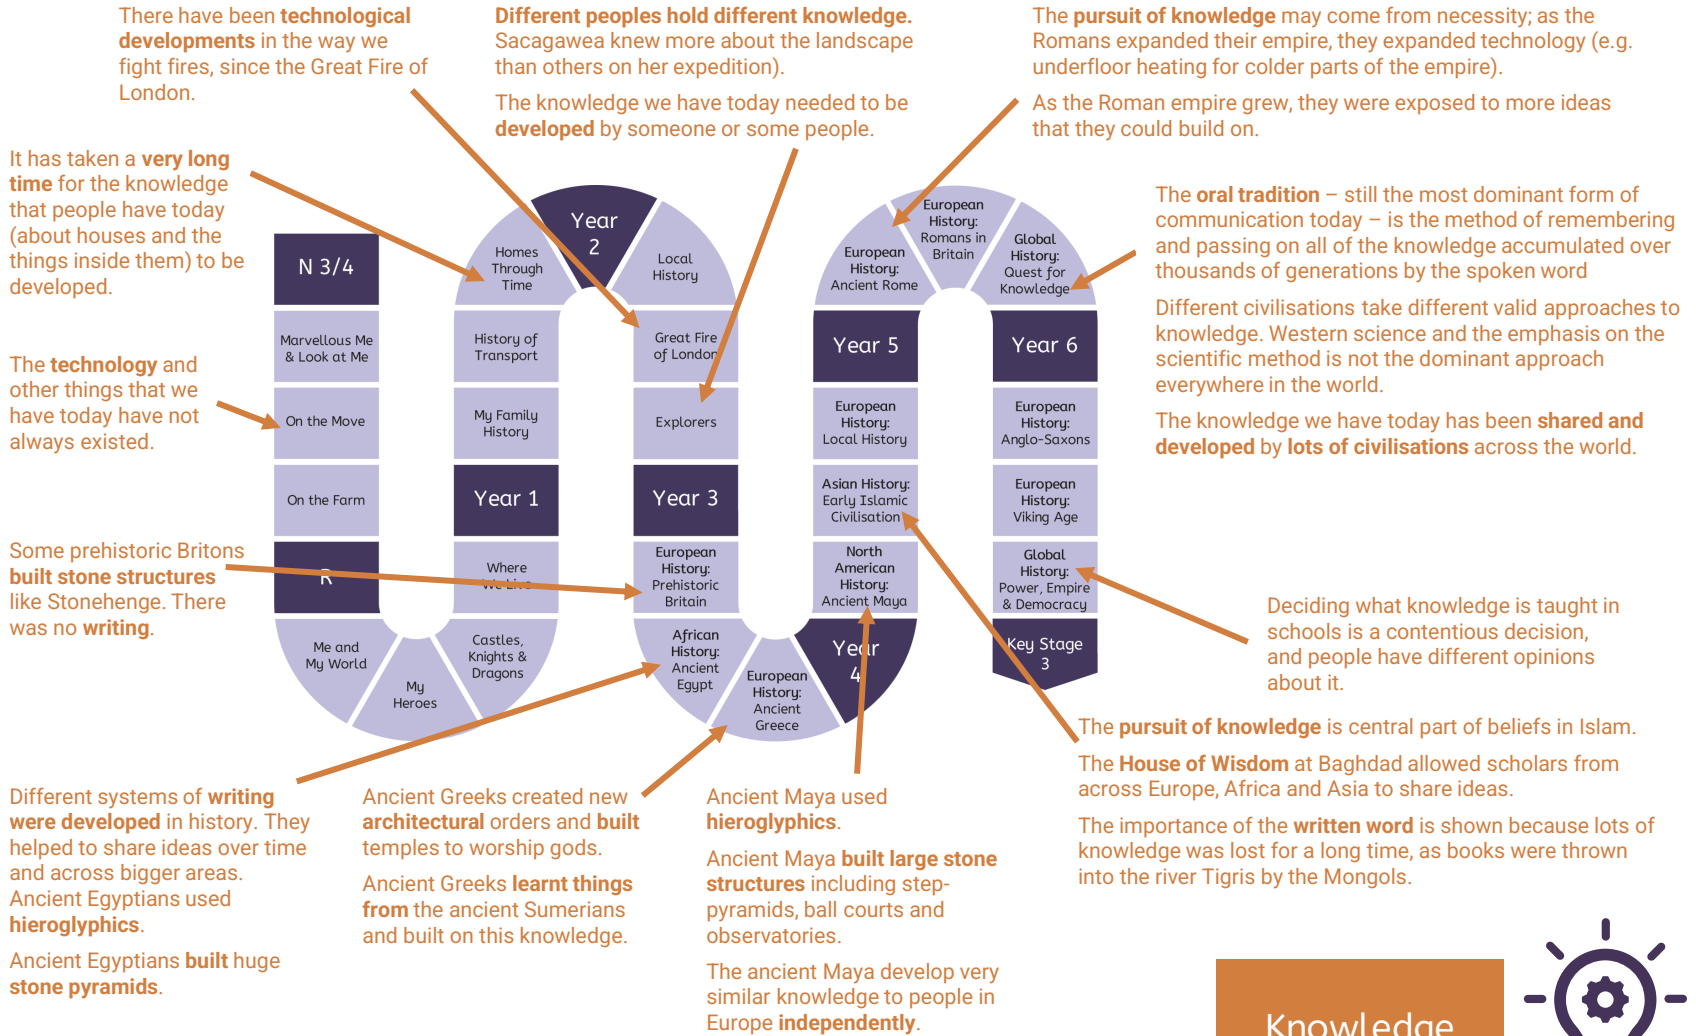 There have been technological
developments in the way we
fight fires, since the Great Fire of
London.
Different peoples hold different knowledge.
Sacagawea knew more about the landscape
than others on her expedition).
The knowledge we have today needed to be
developed by someone or some people.
The pursuit of knowledge may come from necessity; as the
Romans expanded their empire, they expanded technology (e.g.
underfloor heating for colder parts of the empire).
As the Roman empire grew, they were exposed to more ideas
that they could build on.
It has taken a very long
time for the knowledge
that people have today
(about houses and the
things inside them) to be
developed.
The technology and
other things that we
have today have not
always existed.
Some prehistoric Britons
built stone structures
like Stonehenge. There
was no writing.
N 3/4
Marvellous Me
& Look at Me
On the Move
On the Farm
R
Me and
My World
My
Heroes
Castles,
Knights &
Dragons
Where
We Live
Year 1
My Family
History
History of
Transport
Homes
Through
Time
Year
2
Local
History
Great Fire
of London
Explorers
Year 3
European
History:
Prehistoric
Britain
African
History:
Ancient
Egypt
European
History:
Ancient
Greece
Year
4
North
American
History:
Ancient Maya
Asian History:
Early Islamic
Civilisation
European
History:
Local History
Year 5
European
History:
Ancient Rome
European
History:
Romans in
Britain
Global
History:
Quest for
Knowledge
Year 6
European
History:
Anglo-Saxons
European
History:
Viking Age
Global
History:
Power, Empire
& Democracy
Key Stage
3
The oral tradition – still the most dominant form of
communication today – is the method of remembering
and passing on all of the knowledge accumulated over
thousands of generations by the spoken word
Different civilisations take different valid approaches to
knowledge. Western science and the emphasis on the
scientific method is not the dominant approach
everywhere in the world.
The knowledge we have today has been shared and
developed by lots of civilisations across the world.
Deciding what knowledge is taught in
schools is a contentious decision,
and people have different opinions
about it.
The pursuit of knowledge is central part of beliefs in Islam.
The House of Wisdom at Baghdad allowed scholars from
across Europe, Africa and Asia to share ideas.
The importance of the written word is shown because lots of
knowledge was lost for a long time, as books were thrown
into the river Tigris by the Mongols.
Different systems of writing
were developed in history. They
helped to share ideas over time
and across bigger areas.
Ancient Egyptians used
hieroglyphics.
Ancient Egyptians built huge
stone pyramids.
Ancient Greeks created new
architectural orders and built
temples to worship gods.
Ancient Greeks learnt things
from the ancient Sumerians
and built on this knowledge.
Ancient Maya used
hieroglyphics.
Ancient Maya built large stone
structures including step-
pyramids, ball courts and
observatories.
The ancient Maya develop very
similar knowledge to people in
Europe independently.
Knowledge